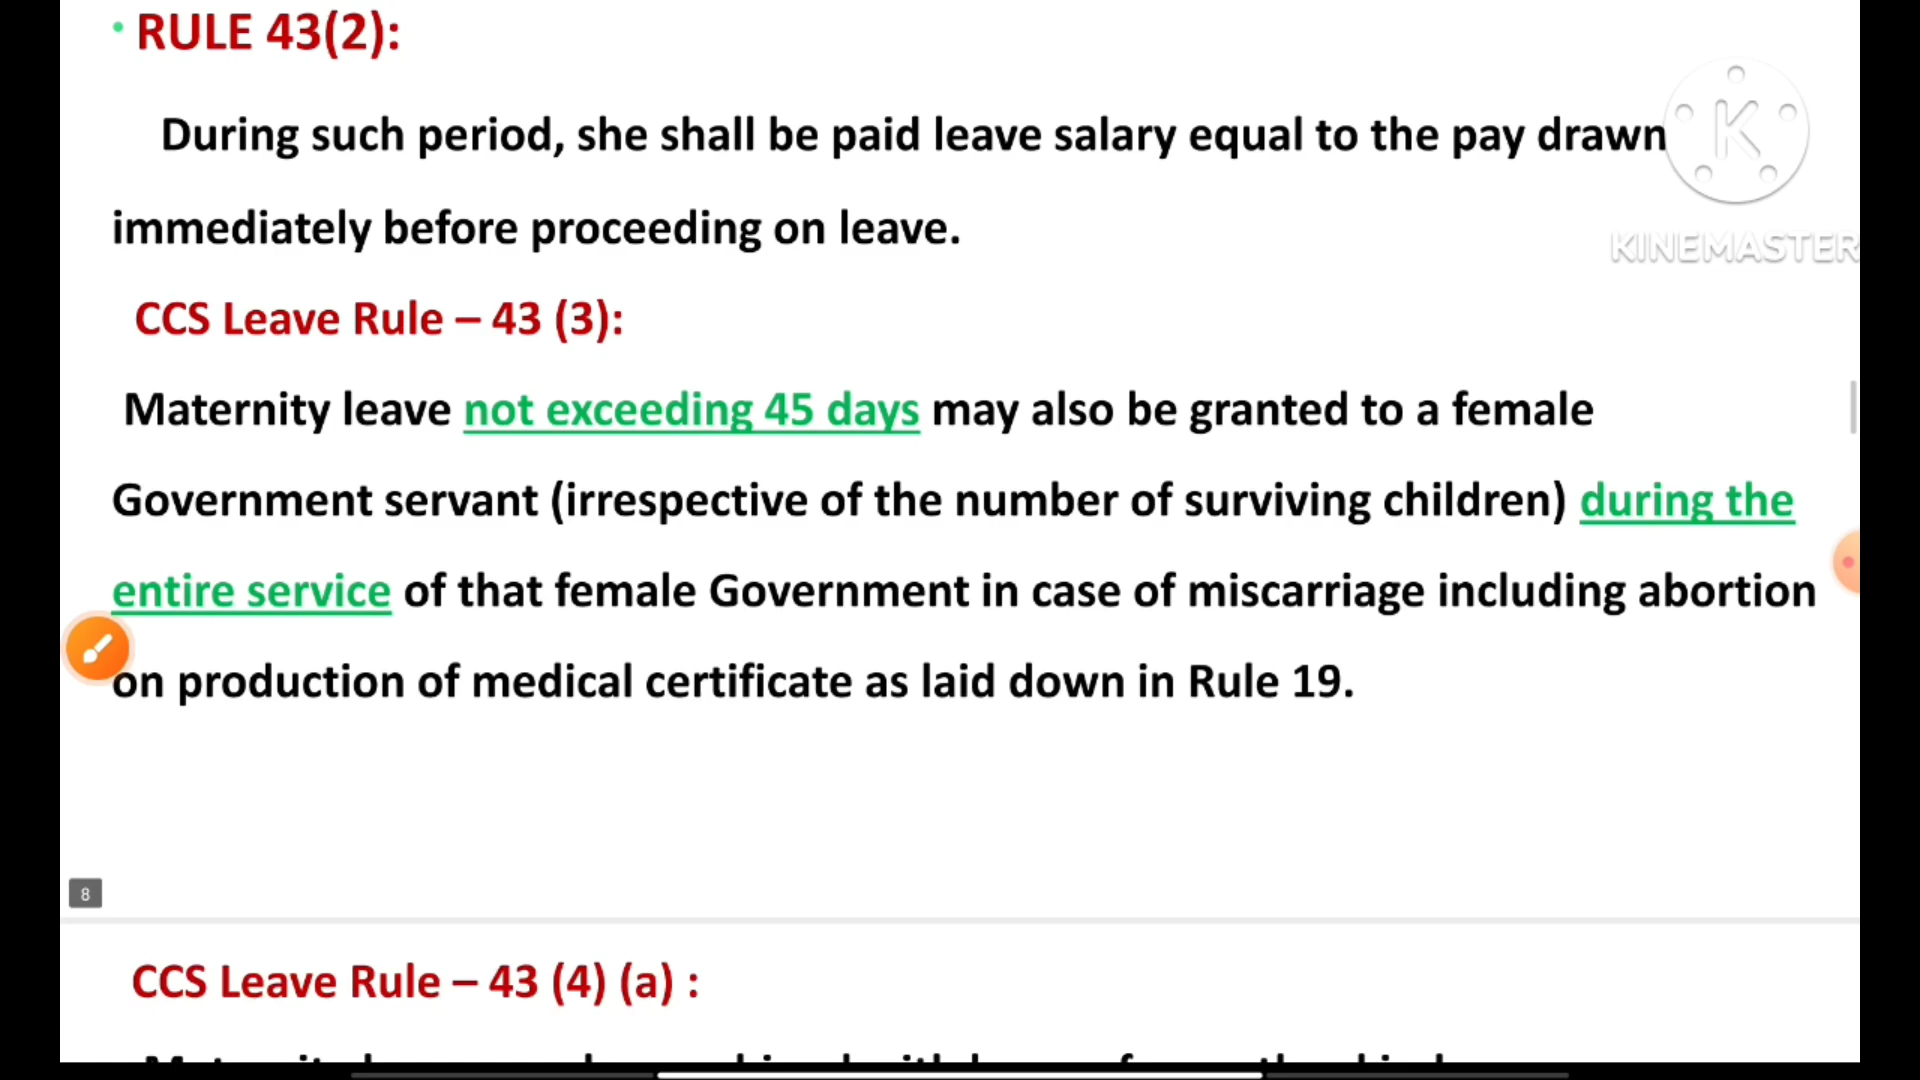 • RULE 43(2):
During such period, she shall be paid leave salary equal to the pay drawn
immediately before proceeding on leave.
KINEMASTER
CCS Leave Rule – 43 (3):
Maternity leave not exceeding 45 days may also be granted to a female
Government servant (irrespective of the number of surviving children) during the
entire service of that female Government in case of miscarriage including abortion
on production of medical certificate as laid down in Rule 19.
8
CCS Leave Rule – 43 (4) (a) :